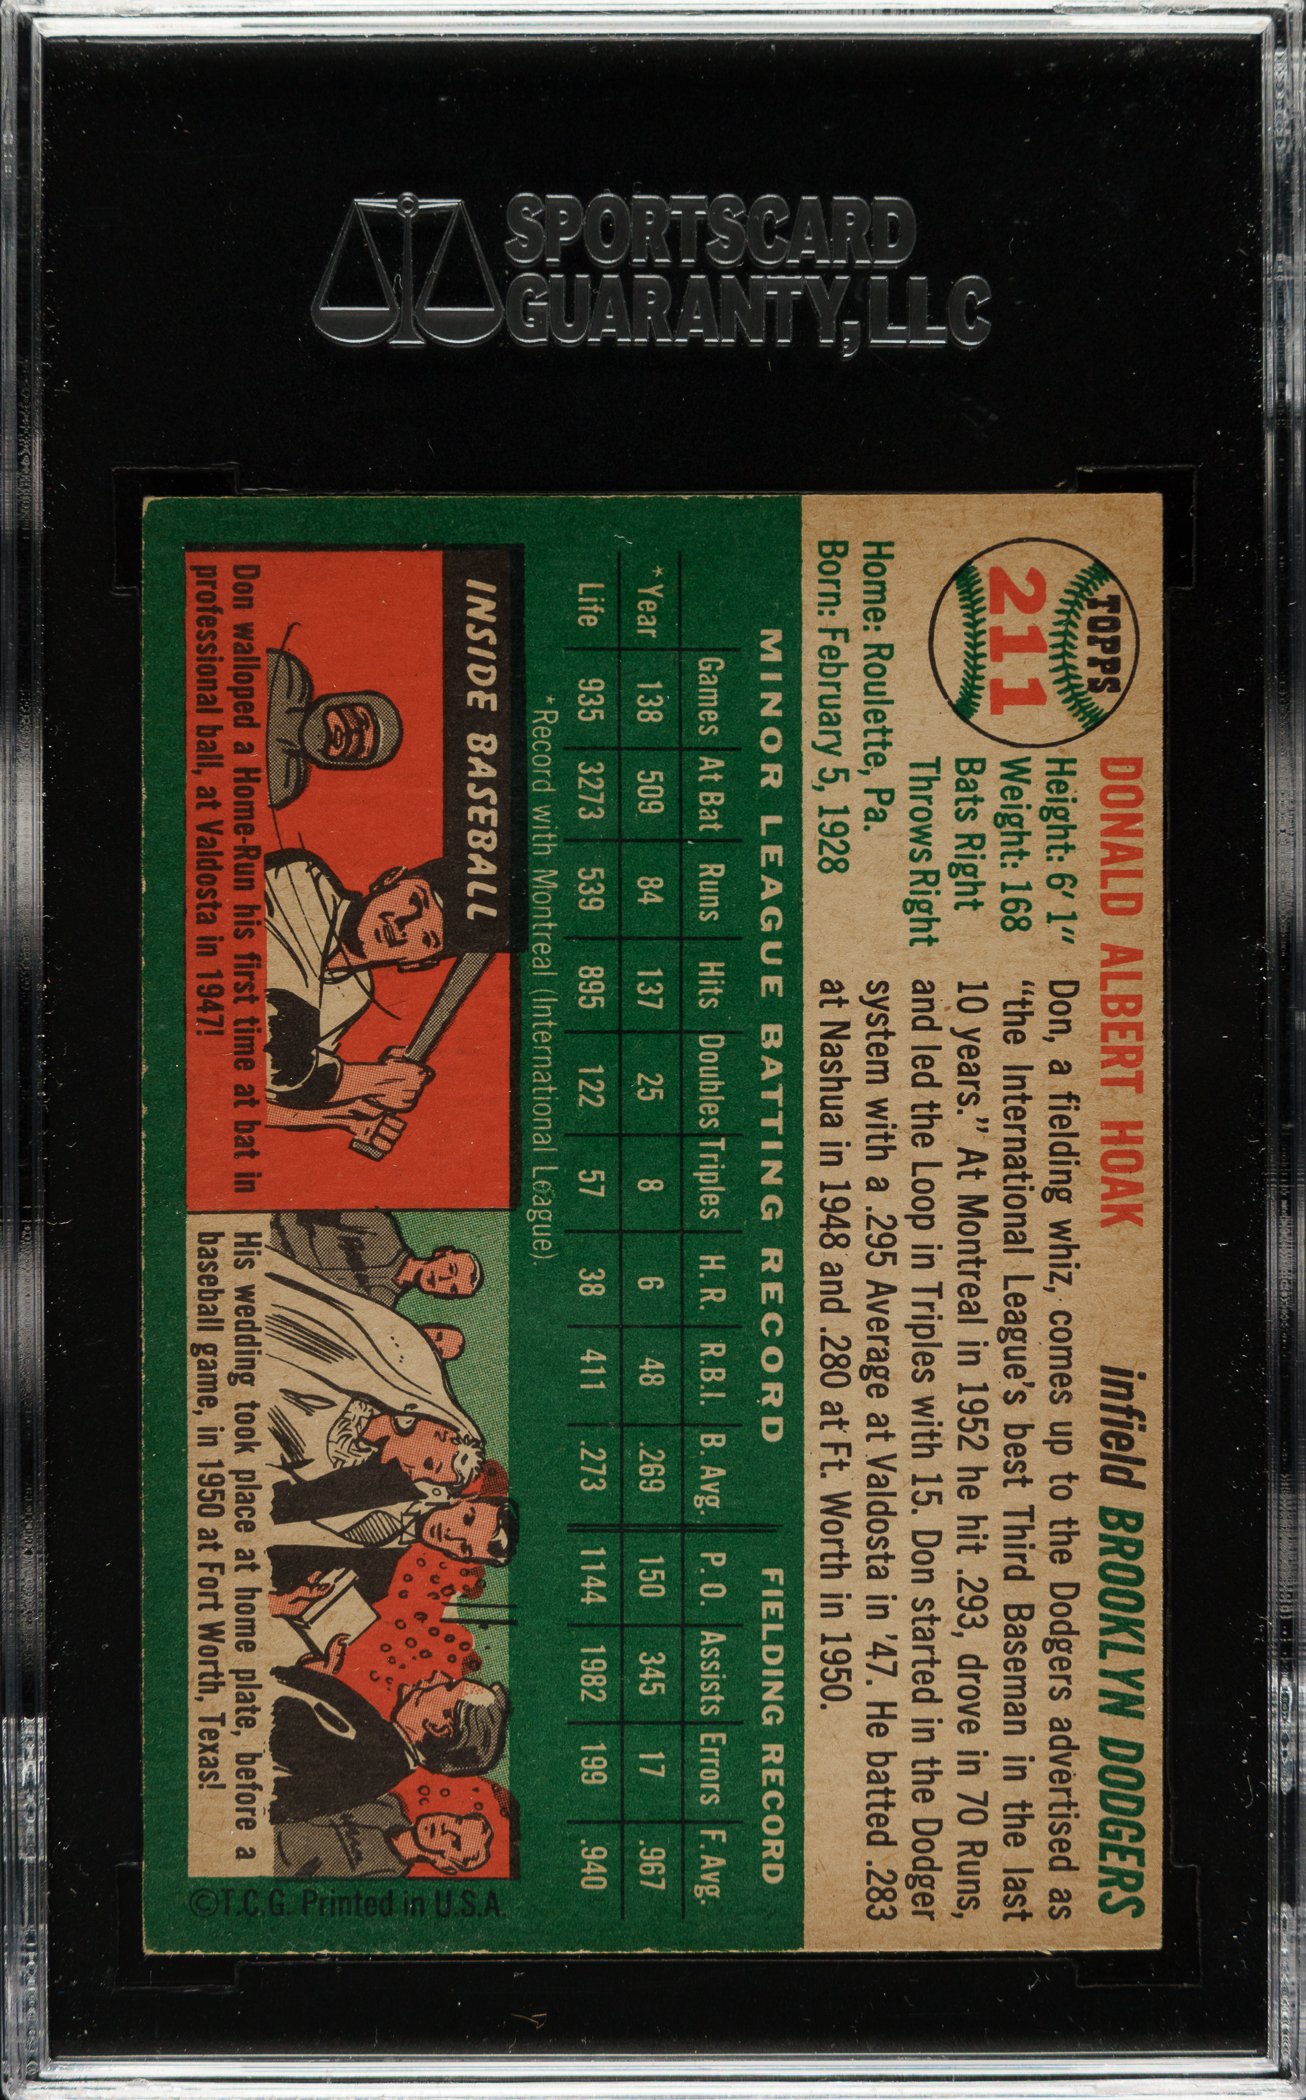 SPORTSCARD
GUARANTY, LLC
TOPPS
211
DONALD ALBERT HOAK infield BROOKLYN DODGERS
Height: 6' 1"
Weight: 168
Bats Right
Throws Right
Home: Roulette, Pa.
Born: February 5, 1928
Don, a fielding whiz, comes up to the Dodgers advertised as
"the International League's best Third Baseman in the last
10 years." At Montreal in 1952 he hit .293, drove in 70 Runs,
and led the Loop in Triples with 15. Don started in the Dodger
system with a .295 Average at Valdosta in '47. He batted .283
at Nashua in 1948 and .280 at Ft. Worth in 1950.
MINOR LEAGUE BATTING RECORD FIELDING RECORD
Games At Bat Runs Hits Doubles Triples H. R. R.B.I. B. Avg. P. O. Assists Errors F. Avg.
*Year 138 509 84 137 25 8 6 48 .269 150 345 17 .967
Life 935 3273 539 895 122 57 38 411 .273 1144 1982 199 .940
*Record with Montreal (International League).
INSIDE BASEBALL
Don walloped a Home-Run his first time at bat in
professional ball, at Valdosta in 1947!
His wedding took place at home plate, before a
baseball game, in 1950 at Fort Worth, Texas!
©T.C.G. Printed in U.S.A.